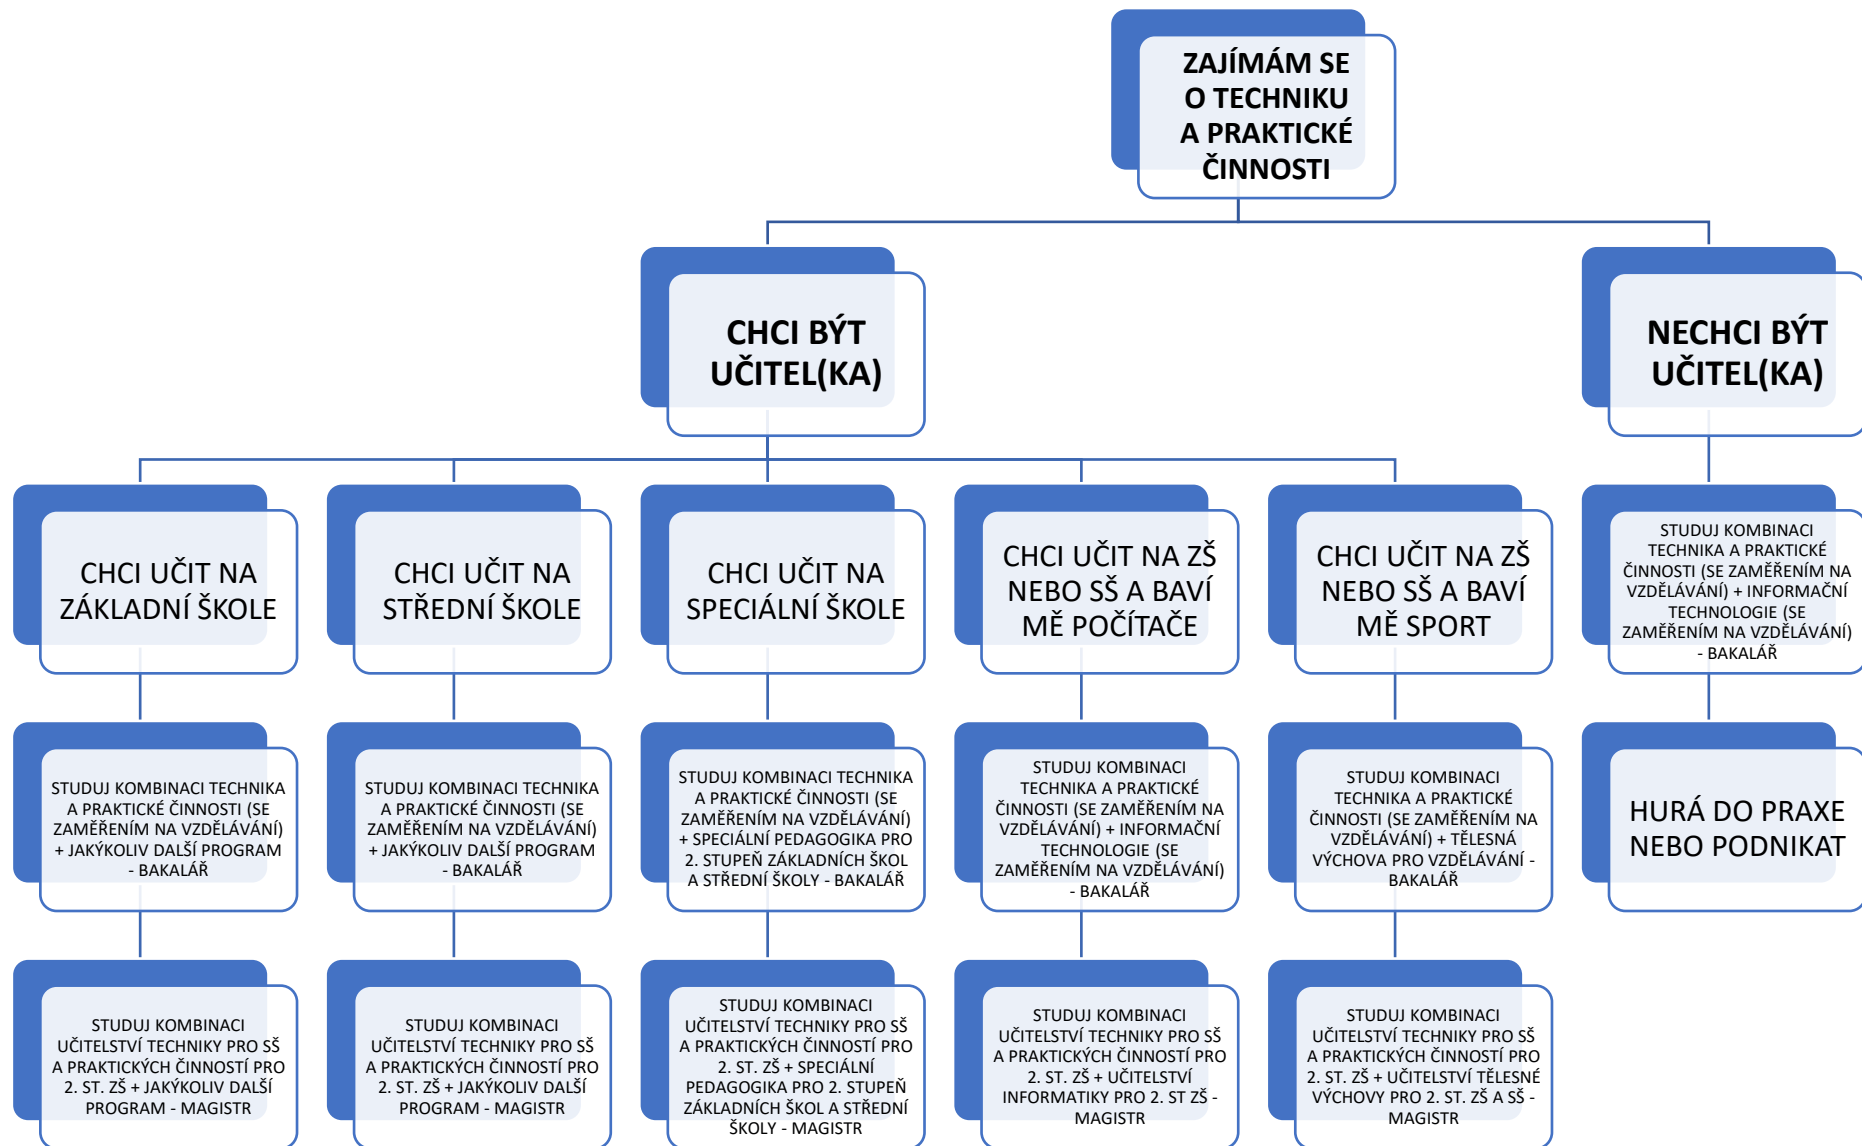 ZAJÍMÁM SE
O TECHNIKU
A PRAKTICKÉ
ČINNOSTI
CHCI BÝT
UČITEL(KA)
NECHCI BÝT
UČITEL(KA)
CHCI UČIT NA
ZÁKLADNÍ ŠKOLE
CHCI UČIT NA
STŘEDNÍ ŠKOLE
CHCI UČIT NA
SPECIÁLNÍ ŠKOLE
CHCI UČIT NA ZŠ
NEBO SŠ A BAVÍ
MĚ POČÍTAČE
CHCI UČIT NA ZŠ
NEBO SŠ A BAVÍ
MĚ SPORT
STUDUJ KOMBINACI
TECHNIKA A PRAKTICKÉ
ČINNOSTI (SE ZAMĚŘENÍM NA
VZDĚLÁVÁNÍ) + INFORMAČNÍ
TECHNOLOGIE (SE
ZAMĚŘENÍM NA VZDĚLÁVÁNÍ)
- BAKALÁŘ
STUDUJ KOMBINACI TECHNIKA
A PRAKTICKÉ ČINNOSTI (SE
ZAMĚŘENÍM NA VZDĚLÁVÁNÍ)
+ JAKÝKOLIV DALŠÍ PROGRAM
- BAKALÁŘ
STUDUJ KOMBINACI TECHNIKA
A PRAKTICKÉ ČINNOSTI (SE
ZAMĚŘENÍM NA VZDĚLÁVÁNÍ)
+ JAKÝKOLIV DALŠÍ PROGRAM
- BAKALÁŘ
STUDUJ KOMBINACI TECHNIKA
A PRAKTICKÉ ČINNOSTI (SE
ZAMĚŘENÍM NA VZDĚLÁVÁNÍ)
+ SPECIÁLNÍ PEDAGOGIKA PRO
2. STUPEŇ ZÁKLADNÍCH ŠKOL
A STŘEDNÍ ŠKOLY - BAKALÁŘ
STUDUJ KOMBINACI
TECHNIKA A PRAKTICKÉ
ČINNOSTI (SE ZAMĚŘENÍM NA
VZDĚLÁVÁNÍ) + INFORMAČNÍ
TECHNOLOGIE (SE
ZAMĚŘENÍM NA VZDĚLÁVÁNÍ)
- BAKALÁŘ
STUDUJ KOMBINACI
TECHNIKA A PRAKTICKÉ
ČINNOSTI (SE ZAMĚŘENÍM NA
VZDĚLÁVÁNÍ) + TĚLESNÁ
VÝCHOVA PRO VZDĚLÁVÁNÍ -
BAKALÁŘ
HURÁ DO PRAXE
NEBO PODNIKAT
STUDUJ KOMBINACI
UČITELSTVÍ TECHNIKY PRO SŠ
A PRAKTICKÝCH ČINNOSTÍ PRO
2. ST. ZŠ + JAKÝKOLIV DALŠÍ
PROGRAM - MAGISTR
STUDUJ KOMBINACI
UČITELSTVÍ TECHNIKY PRO SŠ
A PRAKTICKÝCH ČINNOSTÍ PRO
2. ST. ZŠ + JAKÝKOLIV DALŠÍ
PROGRAM - MAGISTR
STUDUJ KOMBINACI
UČITELSTVÍ TECHNIKY PRO SŠ
A PRAKTICKÝCH ČINNOSTÍ PRO
2. ST. ZŠ + SPECIÁLNÍ
PEDAGOGIKA PRO 2. STUPEŇ
ZÁKLADNÍCH ŠKOL A STŘEDNÍ
ŠKOLY - MAGISTR
STUDUJ KOMBINACI
UČITELSTVÍ TECHNIKY PRO SŠ
A PRAKTICKÝCH ČINNOSTÍ PRO
2. ST. ZŠ + UČITELSTVÍ
INFORMATIKY PRO 2. ST ZŠ -
MAGISTR
STUDUJ KOMBINACI
UČITELSTVÍ TECHNIKY PRO SŠ
A PRAKTICKÝCH ČINNOSTÍ PRO
2. ST. ZŠ + UČITELSTVÍ TĚLESNÉ
VÝCHOVY PRO 2. ST. ZŠ A SŠ -
MAGISTR